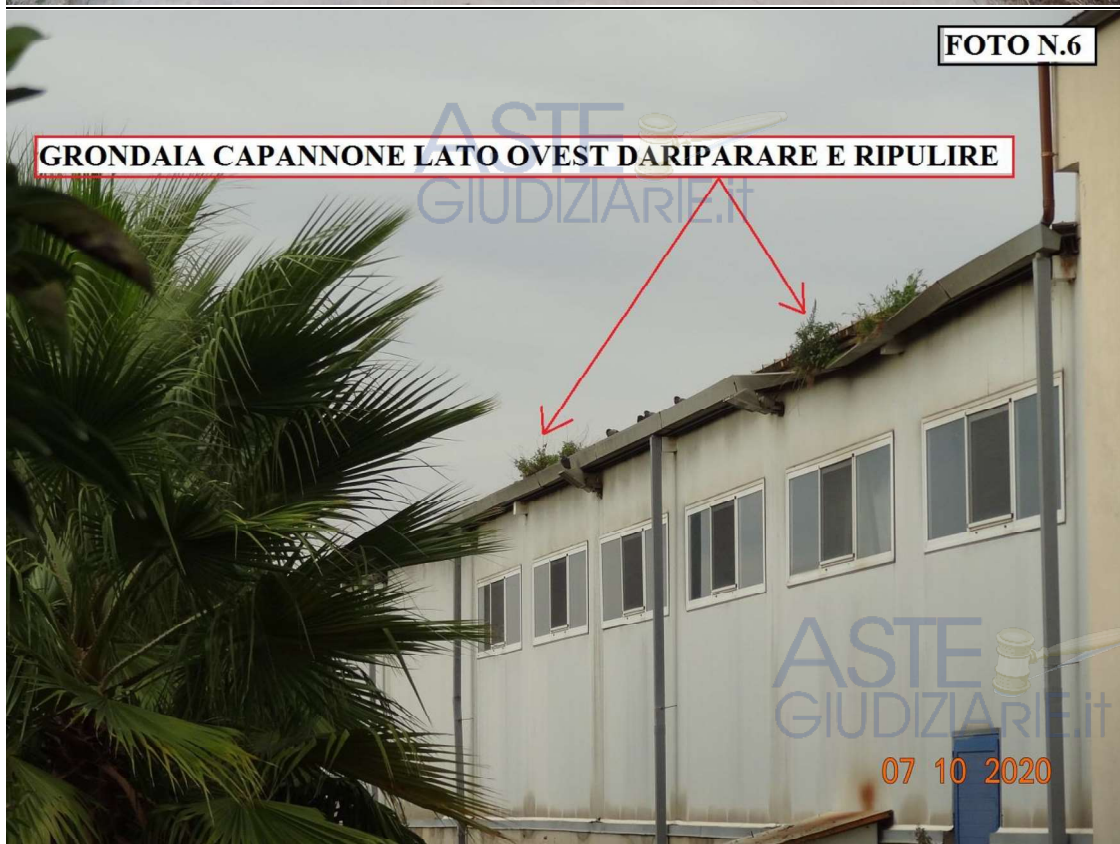 FOTO N.6
ASTE
GRONDAIA CAPANNONE LATO OVEST DARIPARARE E RIPULIRE
GIUDIZIARIE.it
ASTE
GIUDIZIARIE.it
07 10 2020